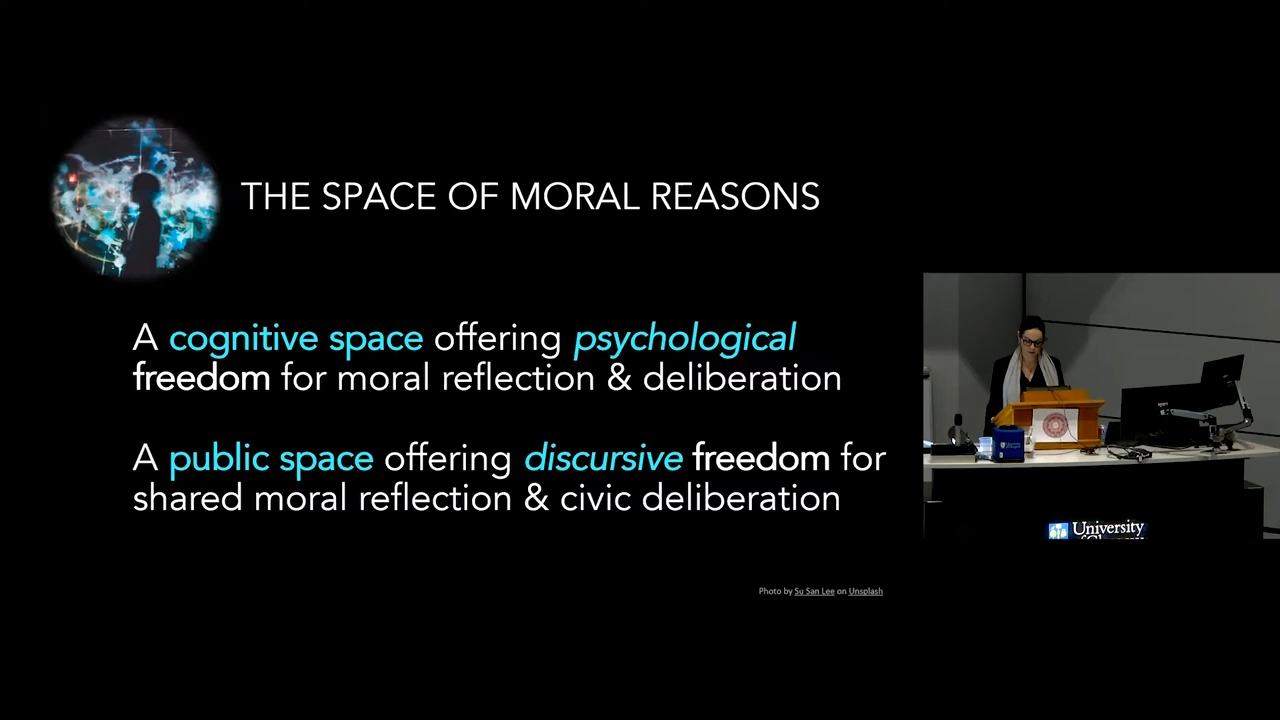 THE SPACE OF MORAL REASONS
A cognitive space offering psychological
freedom for moral reflection & deliberation
A public space offering discursive freedom for
shared moral reflection & civic deliberation
Photo by Su San Lee on Unsplash
University